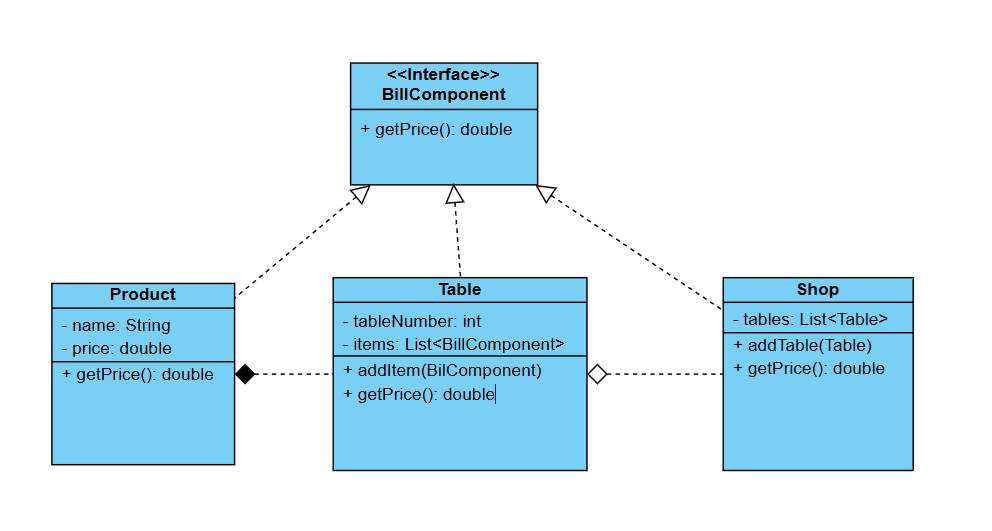 <<Interface>>
BillComponent
+ getPrice(): double
Product
- name: String
- price: double
+ getPrice(): double
Table
- tableNumber: int
- items: List<BillComponent>
+ addItem(BilComponent)
+ getPrice(): double
Shop
- tables: List<Table>
+ addTable(Table)
+ getPrice(): double